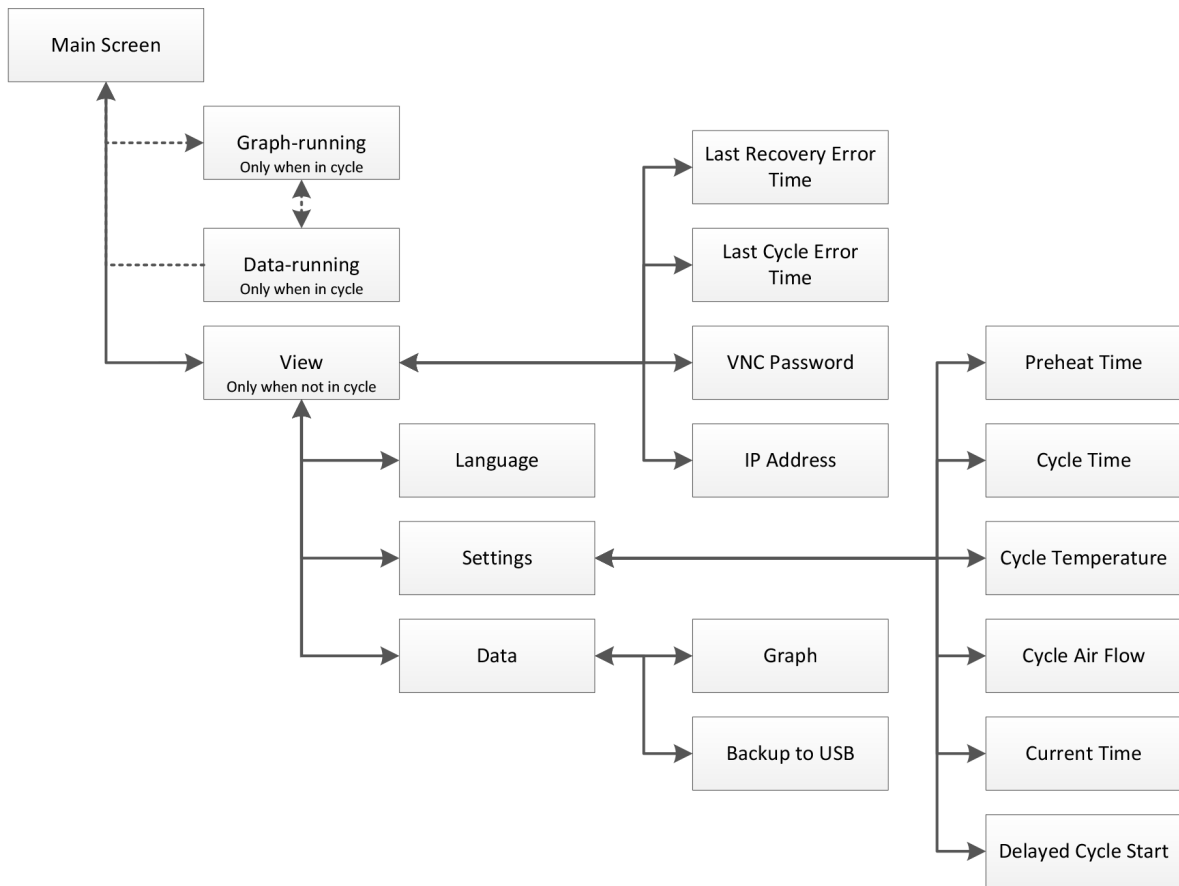 Main Screen
Graph-running
Only when in cycle
Data-running
Only when in cycle
View
Only when not in cycle
Last Recovery Error
Time
Last Cycle Error
Time
VNC Password
IP Address
Language
Settings
Data
Graph
Backup to USB
Preheat Time
Cycle Time
Cycle Temperature
Cycle Air Flow
Current Time
Delayed Cycle Start